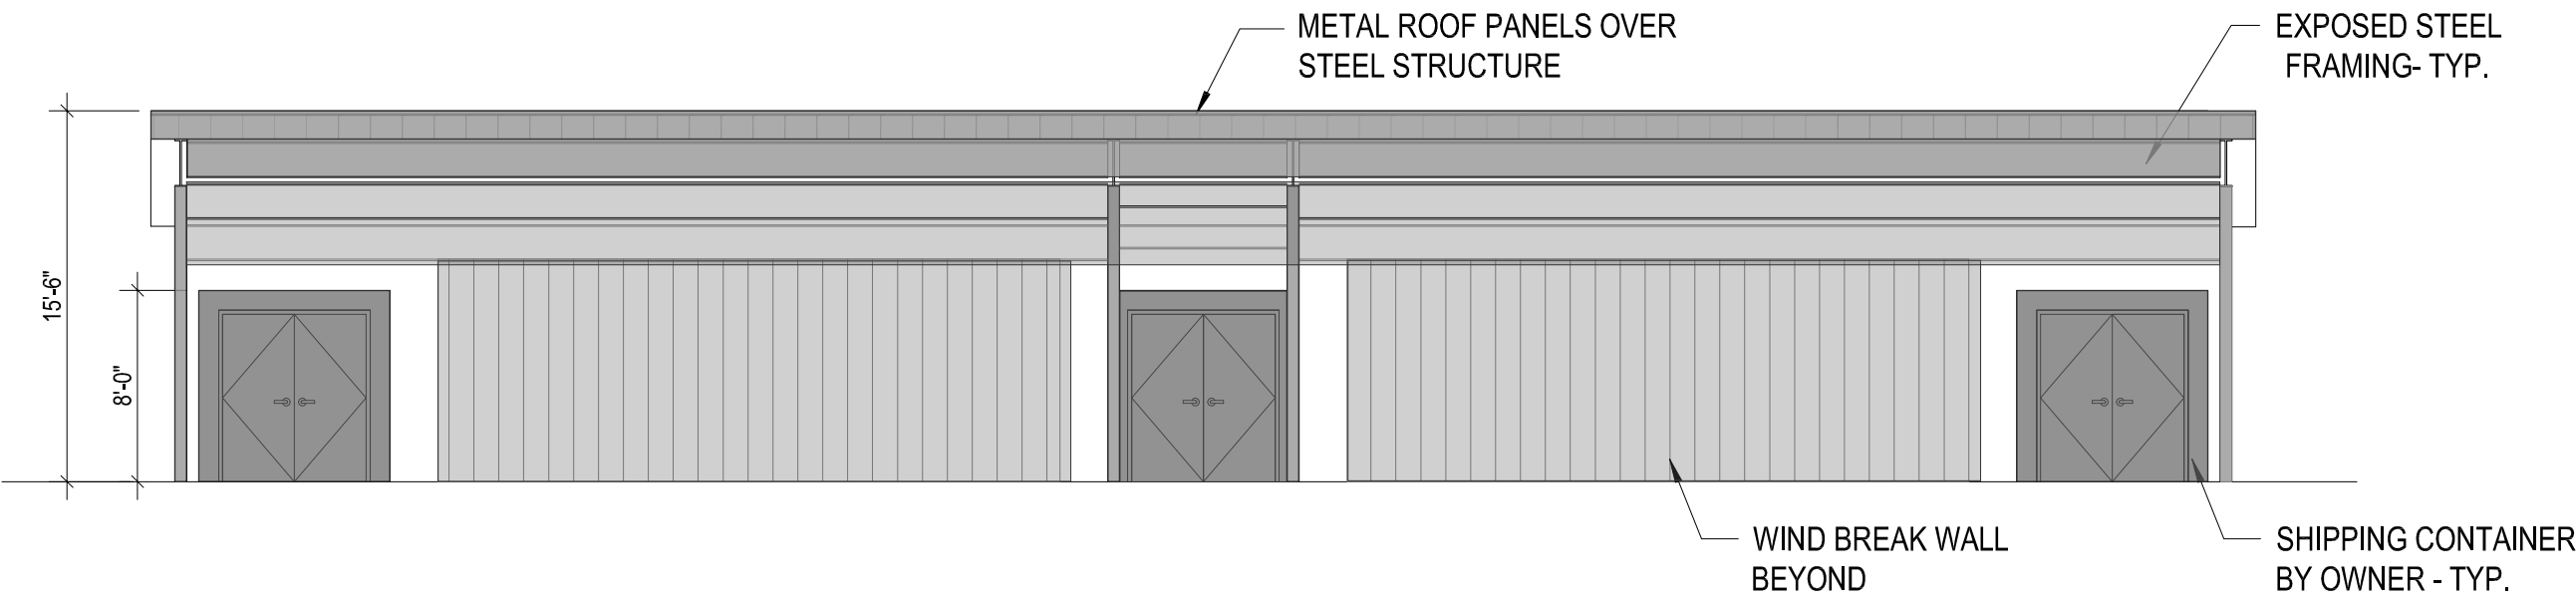 METAL ROOF PANELS OVER
STEEL STRUCTURE
EXPOSED STEEL
FRAMING- TYP.
15'-6"
8'-0"
WIND BREAK WALL
BEYOND
SHIPPING CONTAINER
BY OWNER - TYP.